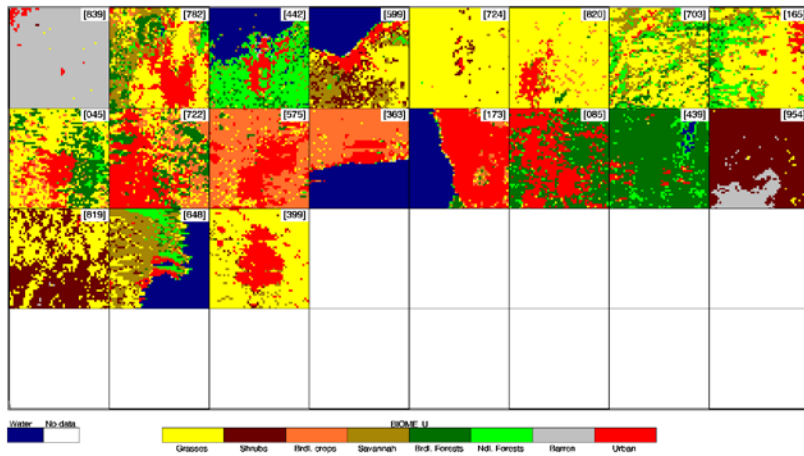 [639] [782] [442] [599] [724] [820] [703] [165]
[045] [722] [575] [363] [173] [085] [439] [954]
[819] [648] [399]
Water No data BIOME_U
Grasses Shrubs Brdl. crops Savannah Brdl. Forests Ndl. Forests Barren Urban